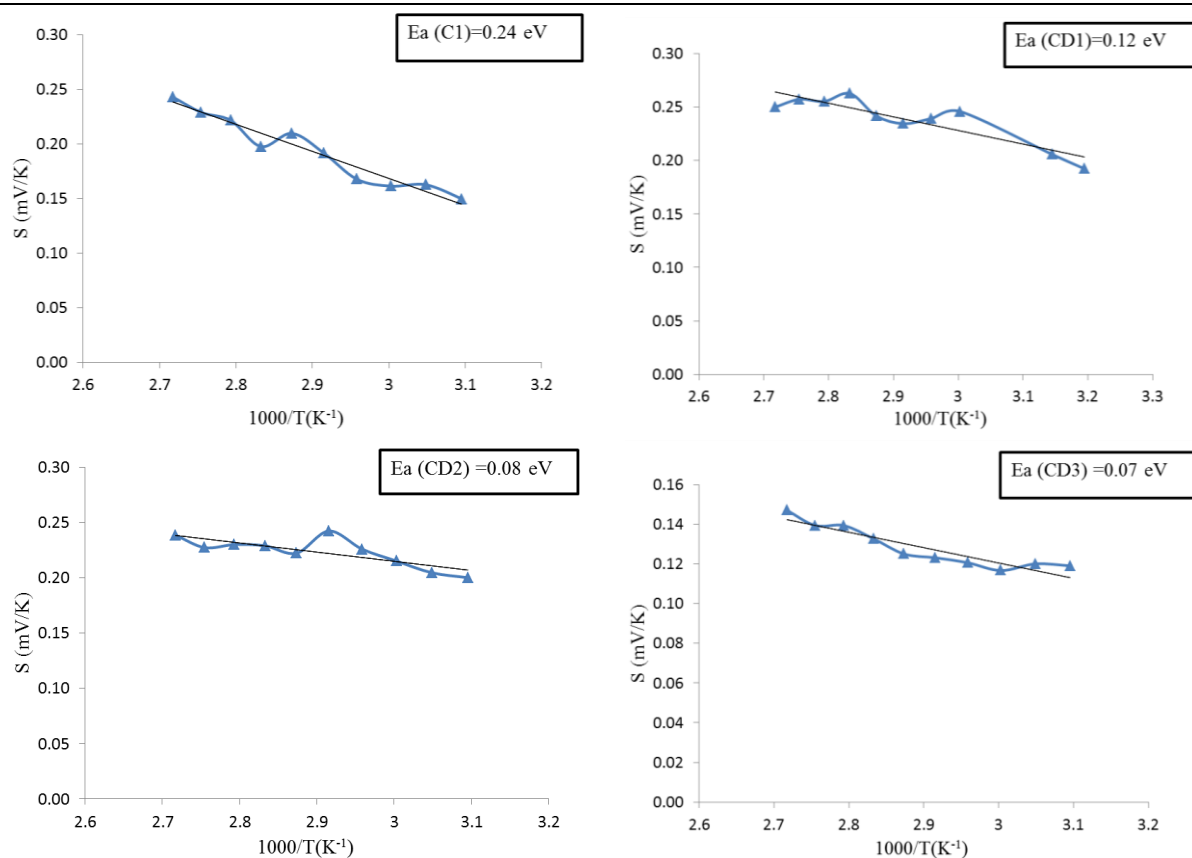 Ea (C1)=0.24 eV
0.30
0.25
0.20
0.15
0.10
0.05
0.00
S (mV/K)
2.6 2.7 2.8 2.9 3 3.1 3.2
1000/T(K⁻¹)
Ea (CD1)=0.12 eV
0.30
0.25
0.20
0.15
0.10
0.05
0.00
S (mV/K)
2.6 2.7 2.8 2.9 3 3.1 3.2 3.3
1000/T(K⁻¹)
Ea (CD2) =0.08 eV
0.30
0.25
0.20
0.15
0.10
0.05
0.00
S (mV/K)
2.6 2.7 2.8 2.9 3 3.1 3.2
1000/T(K⁻¹)
Ea (CD3) =0.07 eV
0.16
0.14
0.12
0.10
0.08
0.06
0.04
0.02
0.00
S (mV/K)
2.6 2.7 2.8 2.9 3 3.1 3.2
1000/T(K⁻¹)